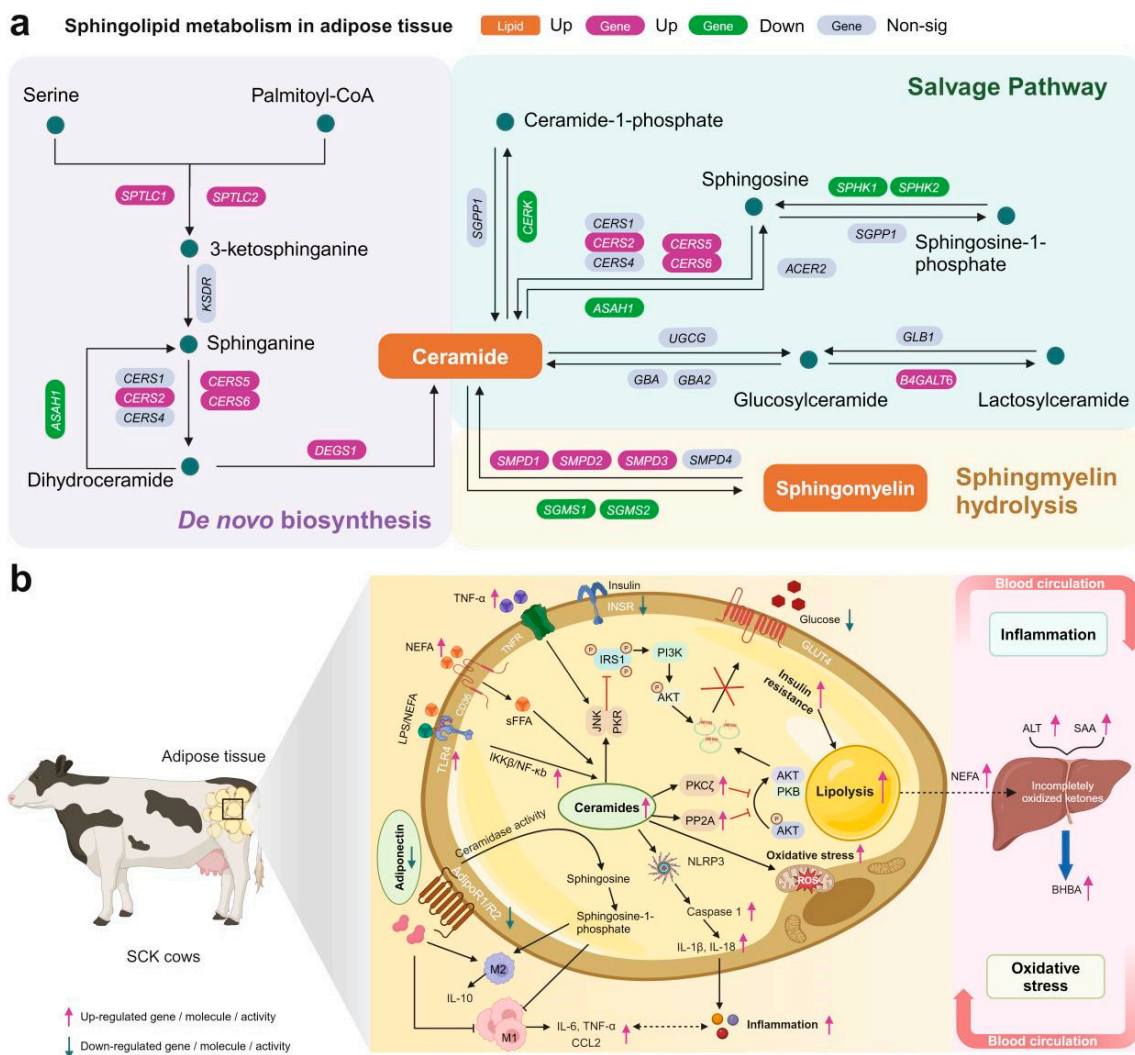 a
Sphingolipid metabolism in adipose tissue
Lipid Up Gene Up Gene Down Gene Non-sig
Serine
Palmitoyl-CoA
SPTLC1
SPTLC2
3-ketosphinganine
KSDR
Sphinganine
CERS1
CERS2
CERS4
CERS5
CERS6
ASAH1
Dihydroceramide
DEGS1
De novo biosynthesis
Salvage Pathway
Ceramide-1-phosphate
SGPP1
CERK
Sphingosine
SPHK1
SPHK2
SGPP1
Sphingosine-1-
phosphate
CERS1
CERS2
CERS4
CERS5
CERS6
ACER2
ASAH1
Ceramide
UGCG
GBA
GBA2
Glucosylceramide
GLB1
B4GALT6
Lactosylceramide
SMPD1
SMPD2
SMPD3
SMPD4
SGMS1
SGMS2
Sphingomyelin
Sphingmyelin
hydrolysis
b
Adipose tissue
SCK cows
Up-regulated gene / molecule / activity
Down-regulated gene / molecule / activity
TNF-α
TNFR
Insulin
INSR
Glucose
GLUT4
NEFA
CD36
sFFA
LPS/NEFA
TLR4
IKKβ/NF-kb
P
IRS1
P
P
PI3K
P
AKT
JNK
PKR
Insulin
resistance
Ceramides
PKCζ
PP2A
AKT
PKB
P
AKT
Lipolysis
Oxidative stress
ROS
NLRP3
Caspase 1
IL-1β, IL-18
Ceramidase activity
Sphingosine
Sphingosine-1-
phosphate
Adiponectin
AdipoR1/R2
M2
IL-10
M1
IL-6, TNF-α
CCL2
Inflammation
Blood circulation
Inflammation
ALT
SAA
NEFA
Incompletely
oxidized ketones
BHBA
Oxidative
stress
Blood circulation